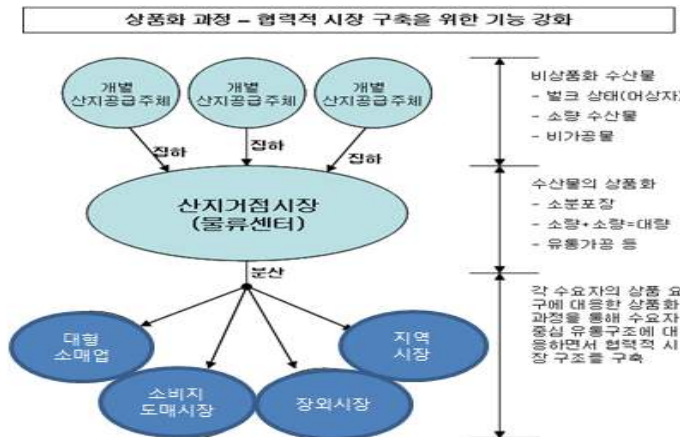 상품화 과정 – 협력적 시장 구축을 위한 기능 강화
개별
산지공급주체
개별
산지공급주체
개별
산지공급주체
집하
집하
집하
산지거점시장
(물류센터)
분산
대형
소매업
소비지
도매시장
장외시장
지역
시장
비상품화 수산물
- 벌크 상태(어상자)
- 소량 수산물
- 비가공물
수산물의 상품화
- 소분포장
- 소량+소량=대량
- 유통가공 등
각 수요자의 상품 요
구에 대응한 상품화
과정을 통해 수요자
중심 유통구조에 대
응하면서 협력적 시
장 구조를 구축